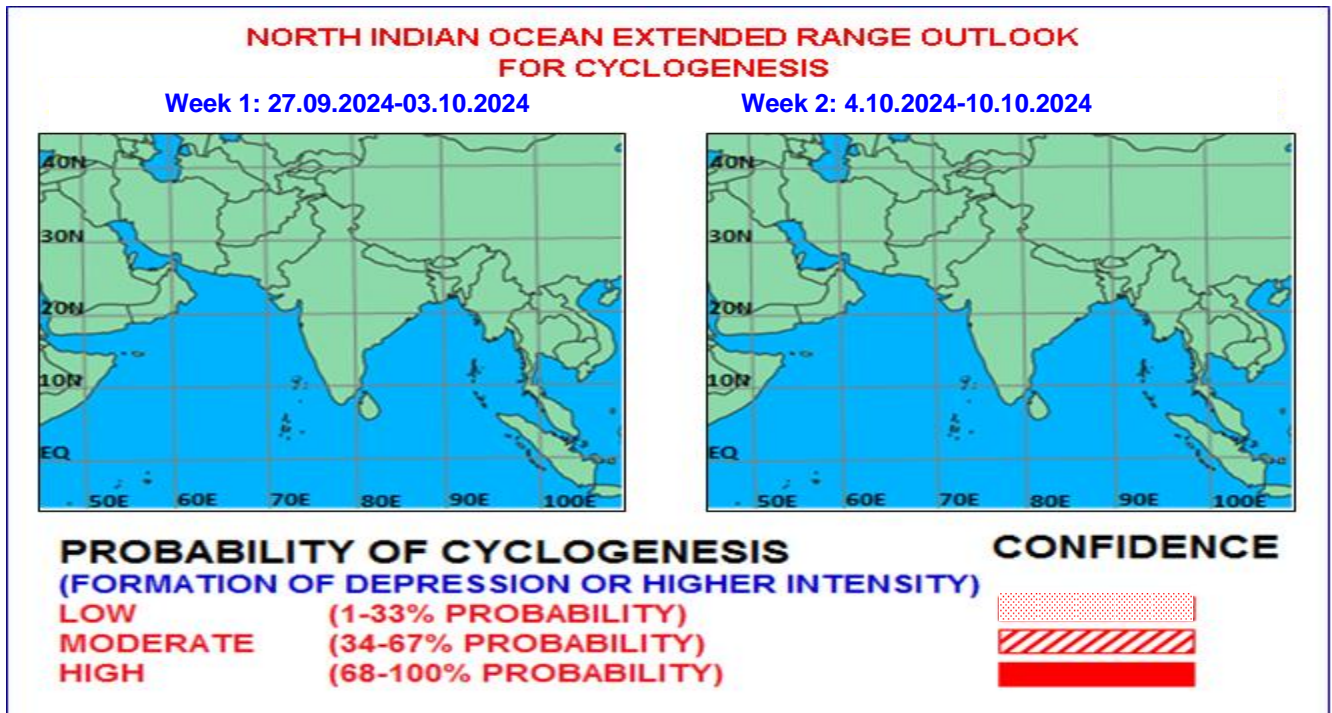 NORTH INDIAN OCEAN EXTENDED RANGE OUTLOOK
FOR CYCLOGENESIS
Week 1: 27.09.2024-03.10.2024
Week 2: 4.10.2024-10.10.2024
40N
30N
20N
10N
EQ
50E 60E 70E 80E 90E 100E
40N
30N
20N
10N
EQ
50E 60E 70E 80E 90E 100E
PROBABILITY OF CYCLOGENESIS
CONFIDENCE
(FORMATION OF DEPRESSION OR HIGHER INTENSITY)
LOW (1-33% PROBABILITY)
MODERATE (34-67% PROBABILITY)
HIGH (68-100% PROBABILITY)